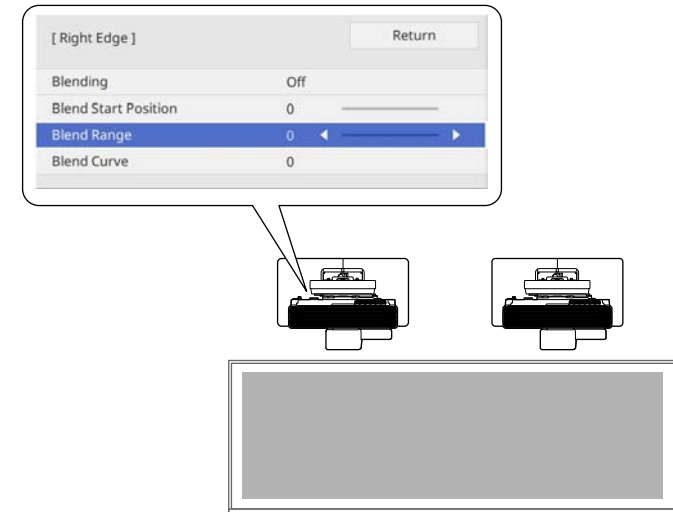 [ Right Edge ] Return
Blending Off
Blend Start Position 0
Blend Range 0
Blend Curve 0